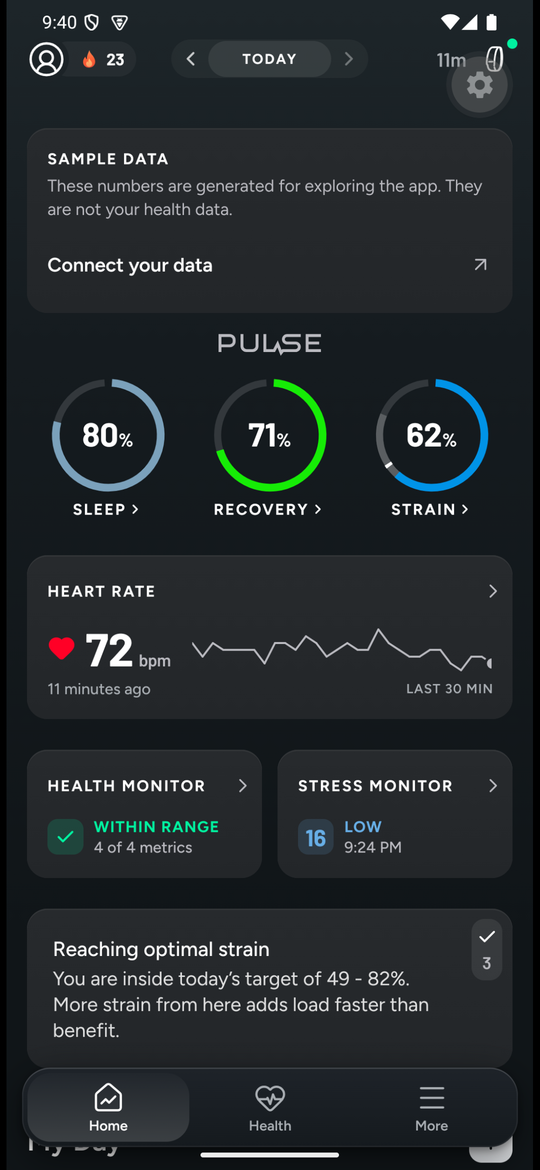 9:40
23
TODAY
11m
SAMPLE DATA
These numbers are generated for exploring the app. They
are not your health data.
Connect your data
PULSE
80%
71%
62%
SLEEP
RECOVERY
STRAIN
HEART RATE
72 bpm
11 minutes ago
LAST 30 MIN
HEALTH MONITOR
WITHIN RANGE
4 of 4 metrics
STRESS MONITOR
16
LOW
9:24 PM
Reaching optimal strain
You are inside today’s target of 49 - 82%.
More strain from here adds load faster than
benefit.
3
Home
Health
More
My Day